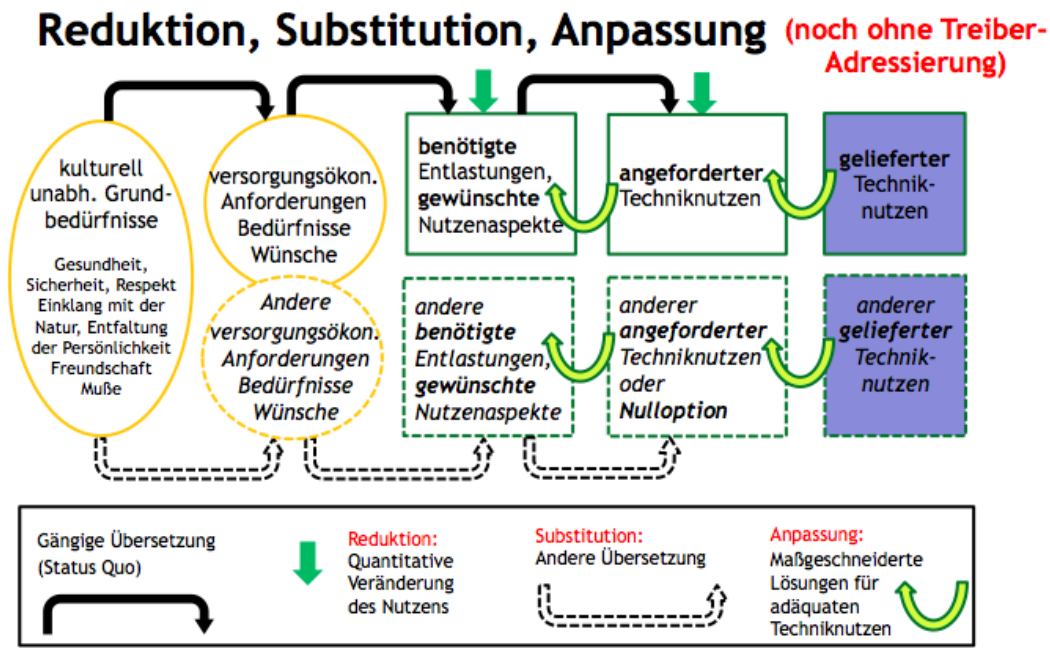 Reduktion, Substitution, Anpassung (noch ohne Treiber-
Adressierung)
kulturell
unabh. Grund-
bedürfnisse
Gesundheit,
Sicherheit, Respekt
Einklang mit der
Natur, Entfaltung
der Persönlichkeit
Freundschaft
Muße
versorgungsökon.
Anforderungen
Bedürfnisse
Wünsche
Andere
versorgungsökon.
Anforderungen
Bedürfnisse
Wünsche
benötigte
Entlastungen,
gewünschte
Nutzenaspekte
andere
benötigte
Entlastungen,
gewünschte
Nutzenaspekte
angeforderter
Techniknutzen
anderer
angeforderter
Techniknutzen
oder
Nulloption
gelieferter
Technik-
nutzen
anderer
gelieferter
Technik-
nutzen
Gängige Übersetzung
(Status Quo)
Reduktion:
Quantitative
Veränderung
des Nutzens
Substitution:
Andere Übersetzung
Anpassung:
Maßgeschneiderte
Lösungen für
adäquaten
Techniknutzen